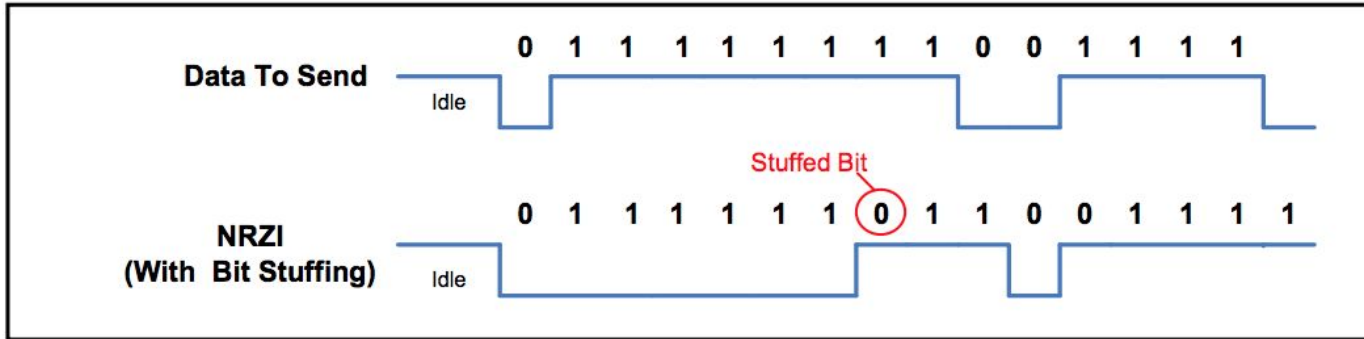 0 1 1 1 1 1 1 1 1 0 0 1 1 1 1
Data To Send
Idle
Stuffed Bit
0 1 1 1 1 1 1 0 1 1 0 0 1 1 1 1
NRZI
(With Bit Stuffing)
Idle